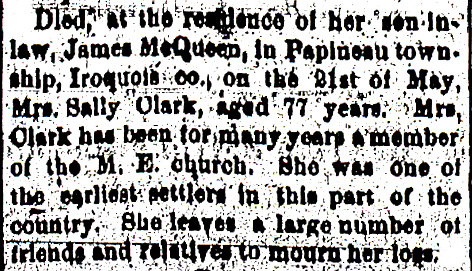 Died, at the residence of her son-in-
law, James McQueen, in Papineau town-
ship, Iroquois co., on the 21st of May,
Mrs. Sally Clark, aged 77 years. Mrs.
Clark has been for many years a member
of the M. E. church. She was one of
the earliest settlers in this part of the
country. She leaves a large number of
friends and relatives to mourn her loss.